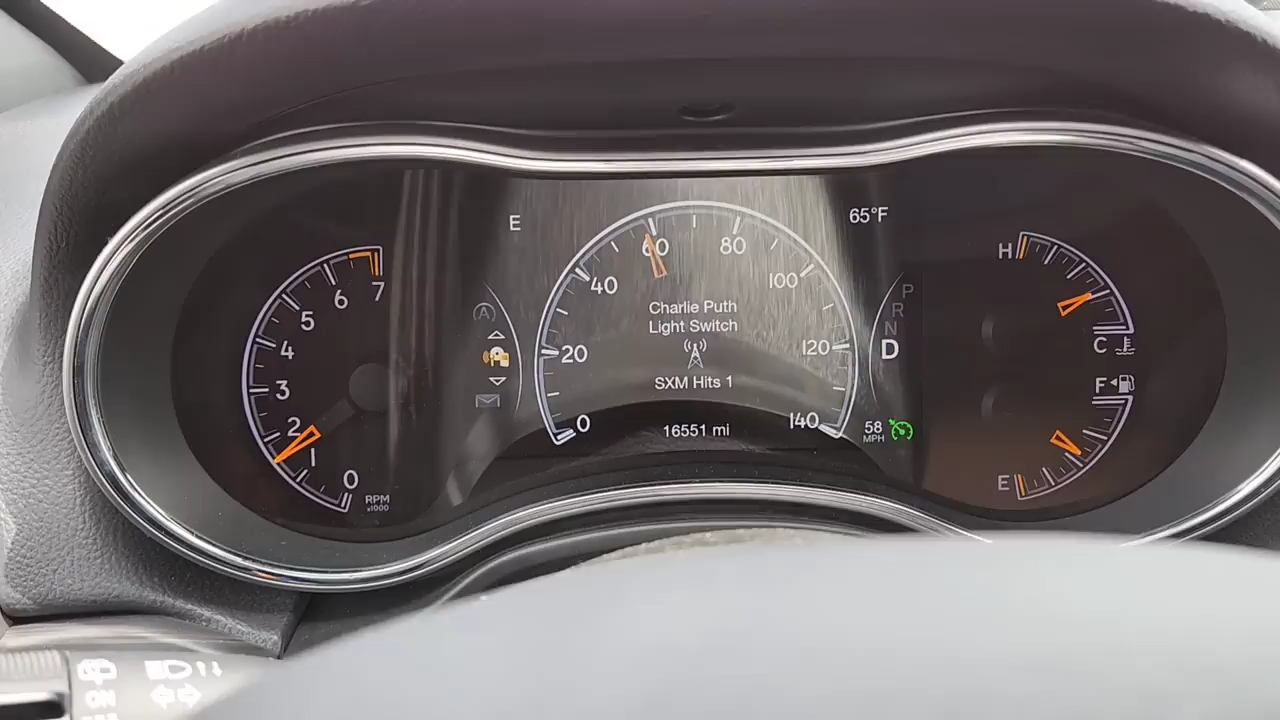 E
65°F
60
80
40
100
20
120
0
140
Charlie Puth
Light Switch
SXM Hits 1
16551 mi
7
6
5
4
3
2
1
0
RPM
x1000
A
P
R
N
D
58
MPH
H
C
F
E
ON